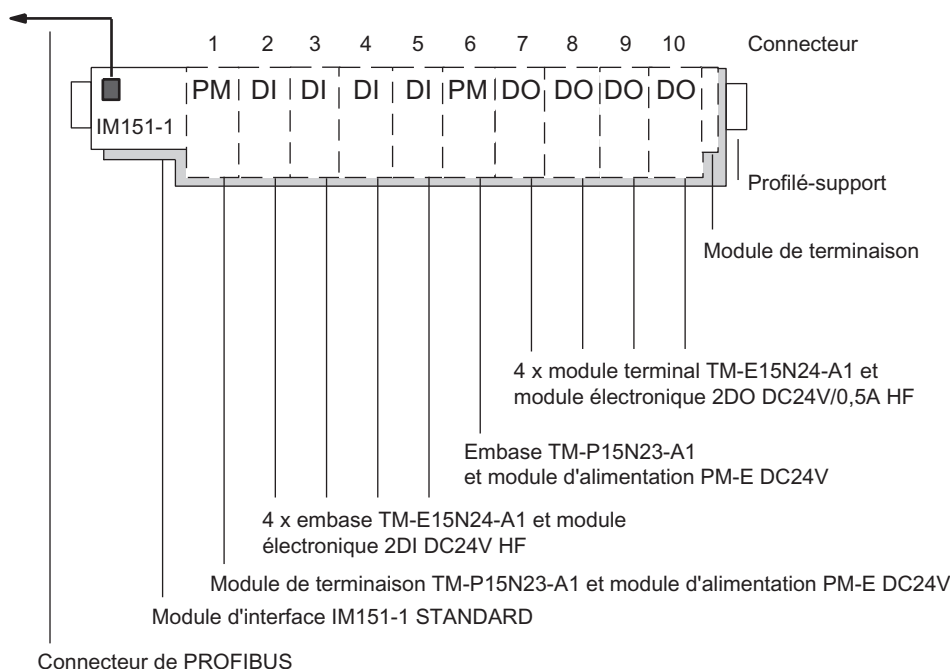 1 2 3 4 5 6 7 8 9 10 Connecteur
PM DI DI DI DI PM DO DO DO DO
IM151-1
Profilé-support
Module de terminaison
4 x module terminal TM-E15N24-A1 et
module électronique 2DO DC24V/0,5A HF
Embase TM-P15N23-A1
et module d'alimentation PM-E DC24V
4 x embase TM-E15N24-A1 et module
électronique 2DI DC24V HF
Module de terminaison TM-P15N23-A1 et module d'alimentation PM-E DC24V
Module d'interface IM151-1 STANDARD
Connecteur de PROFIBUS